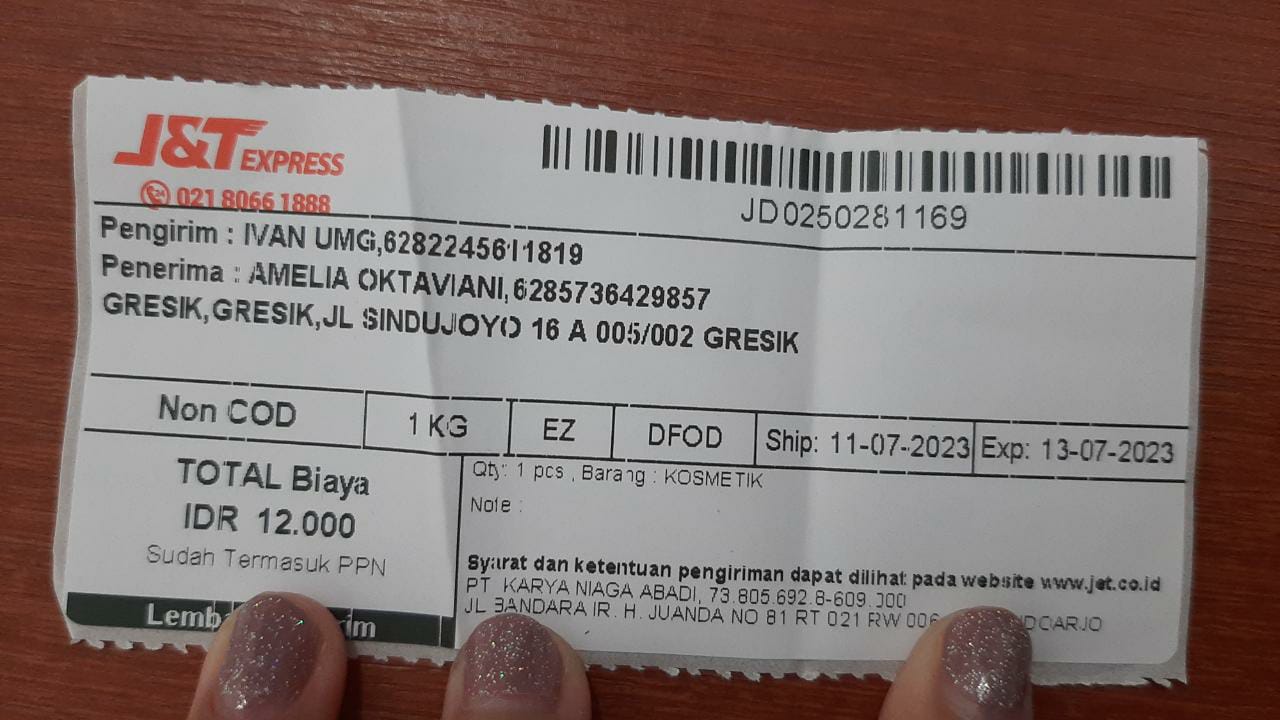 J&T EXPRESS
021 8066 1888
JD0250281169
Pengirim : IVAN UMG,6282245611819
Penerima : AMELIA OKTAVIANI,6285736429857
GRESIK,GRESIK,JL SINDUJOYO 16 A 005/002 GRESIK
Non COD 1 KG EZ DFOD Ship: 11-07-2023 Exp: 13-07-2023
TOTAL Biaya
IDR 12.000
Sudah Termasuk PPN
Qty: 1 pcs , Barang : KOSMETIK
Note :
Syarat dan ketentuan pengiriman dapat dilihat pada website www.jet.co.id
PT. KARYA NIAGA ABADI, 73.805.692.8-609.000
JL BANDARA IR. H. JUANDA NO 81 RT 021 RW 006